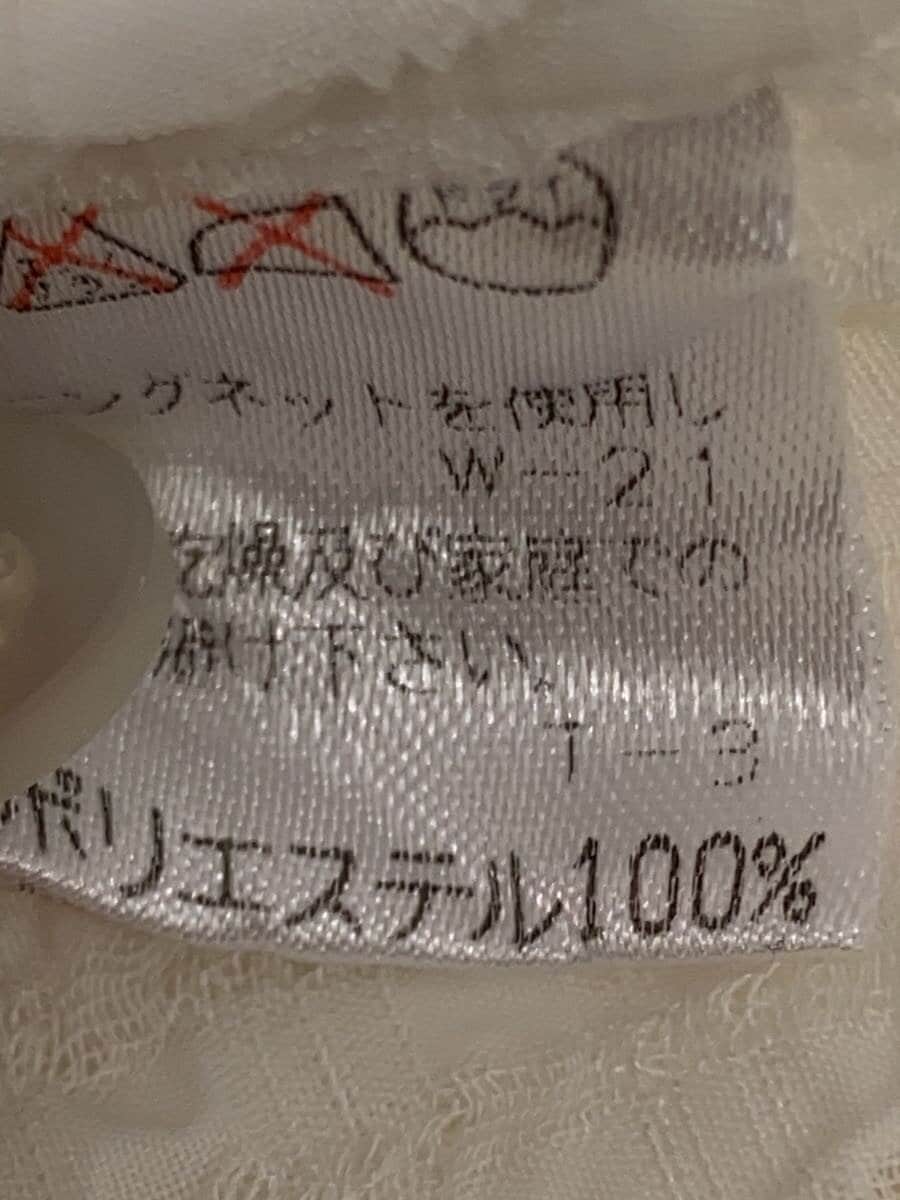 ングネットを使用し
W-21
乾燥及び家庭での
避け下さい。
T-3
ポリエステル100%